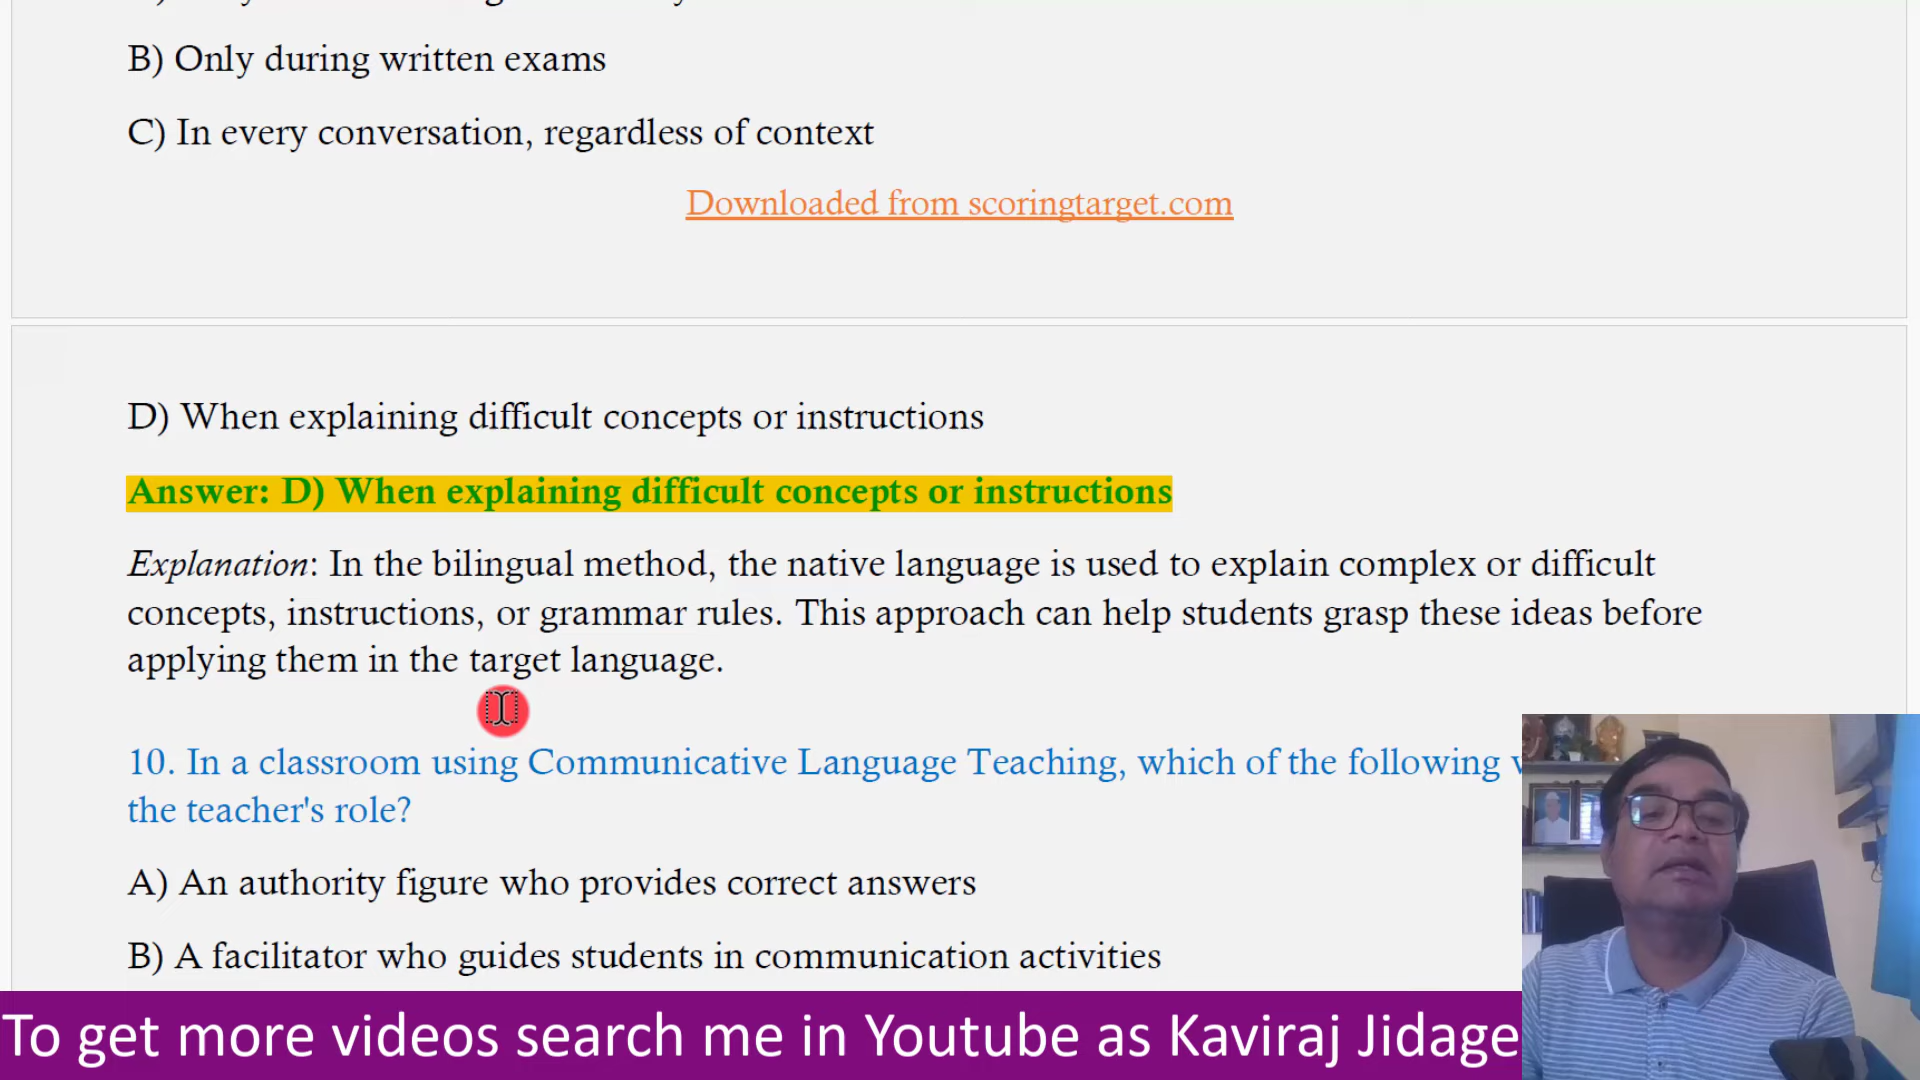 B) Only during written exams
C) In every conversation, regardless of context
Downloaded from scoringtarget.com
D) When explaining difficult concepts or instructions
Answer: D) When explaining difficult concepts or instructions
Explanation: In the bilingual method, the native language is used to explain complex or difficult
concepts, instructions, or grammar rules. This approach can help students grasp these ideas before
applying them in the target language.
10. In a classroom using Communicative Language Teaching, which of the following
the teacher's role?
A) An authority figure who provides correct answers
B) A facilitator who guides students in communication activities
To get more videos search me in Youtube as Kaviraj Jidage